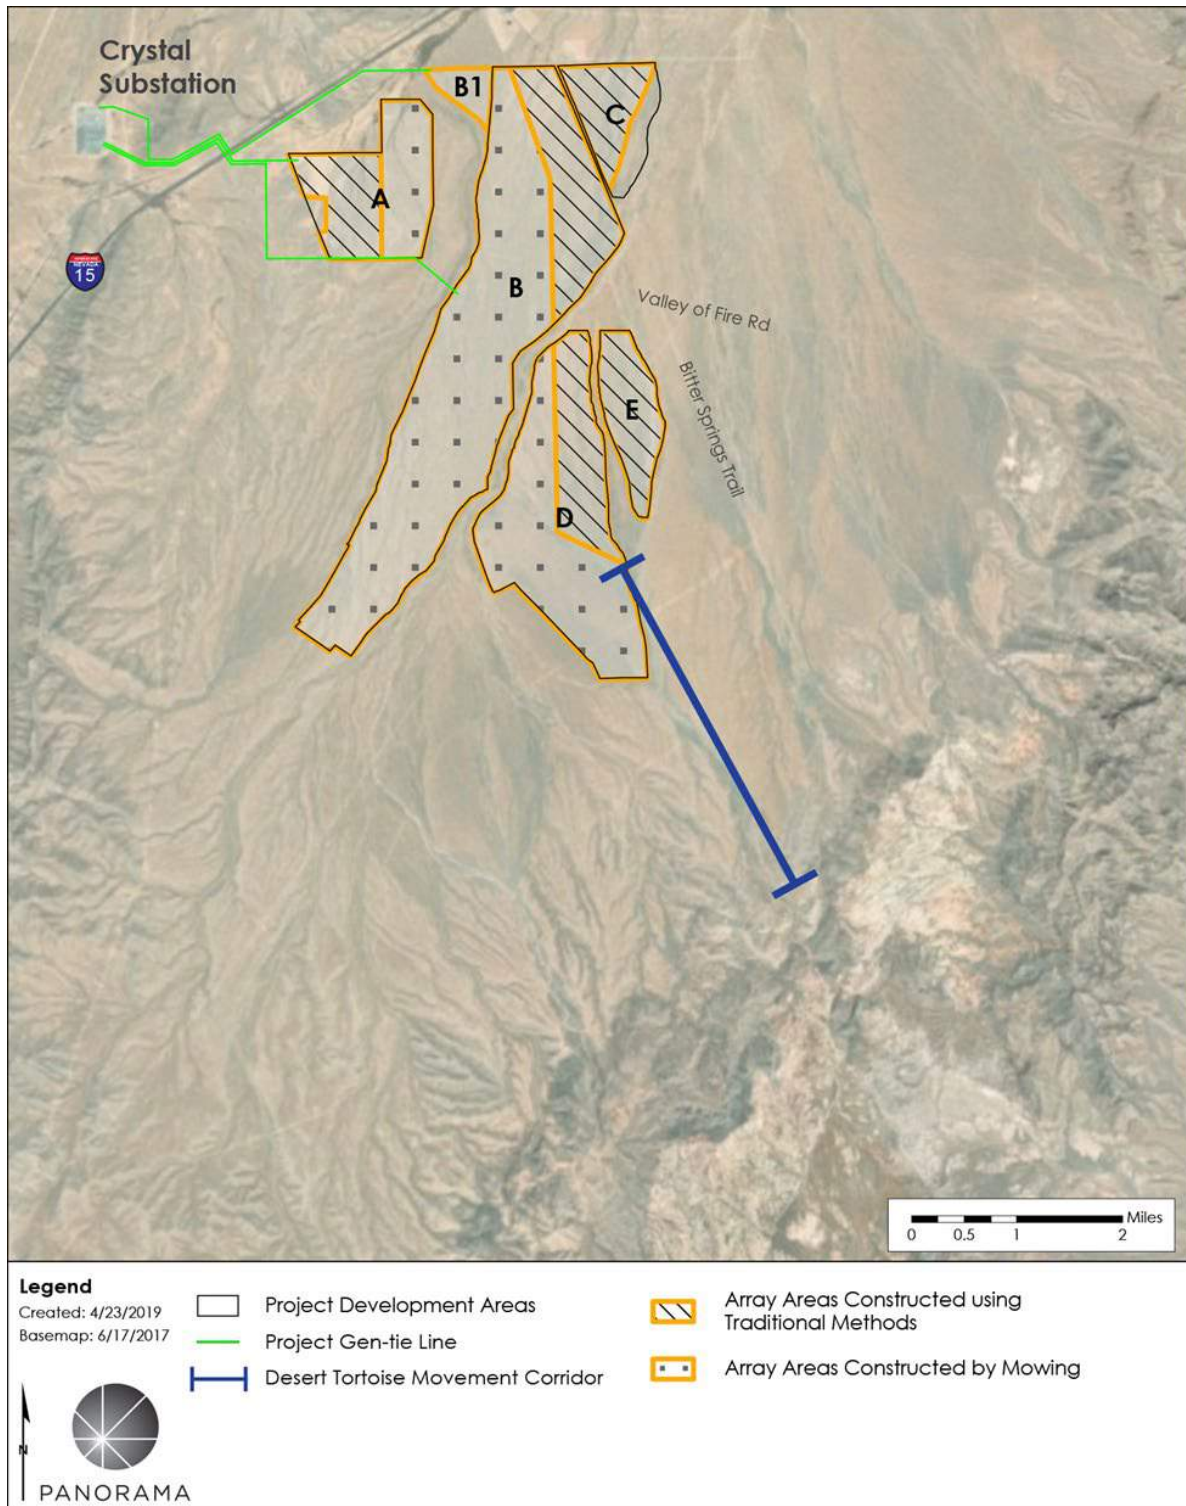 Crystal
Substation
B1
C
A
NEVADA
15
B
Valley of Fire Rd
Bitter Springs Trail
E
D
Miles
0 0.5 1 2
Legend
Created: 4/23/2019
Basemap: 6/17/2017
Project Development Areas
Project Gen-tie Line
Desert Tortoise Movement Corridor
Array Areas Constructed using
Traditional Methods
Array Areas Constructed by Mowing
N
PANORAMA